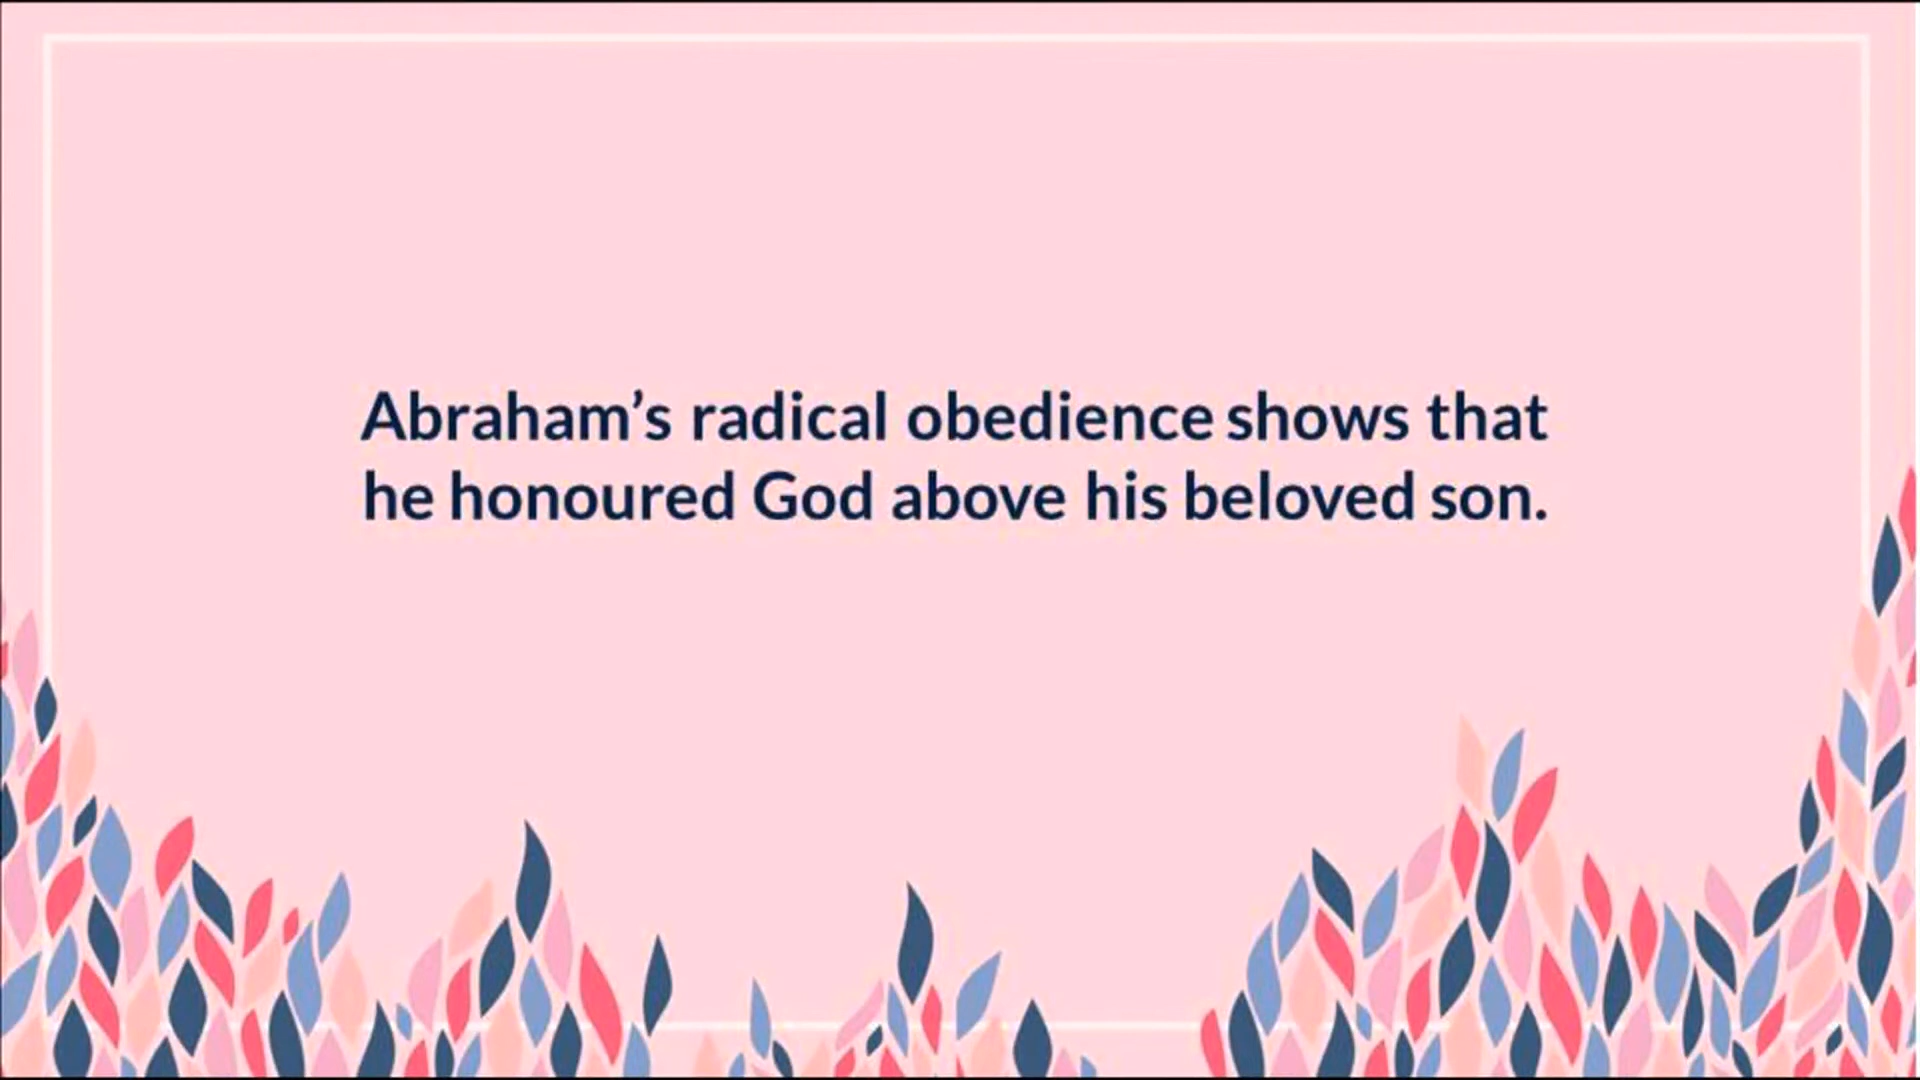 Abraham’s radical obedience shows that
he honoured God above his beloved son.